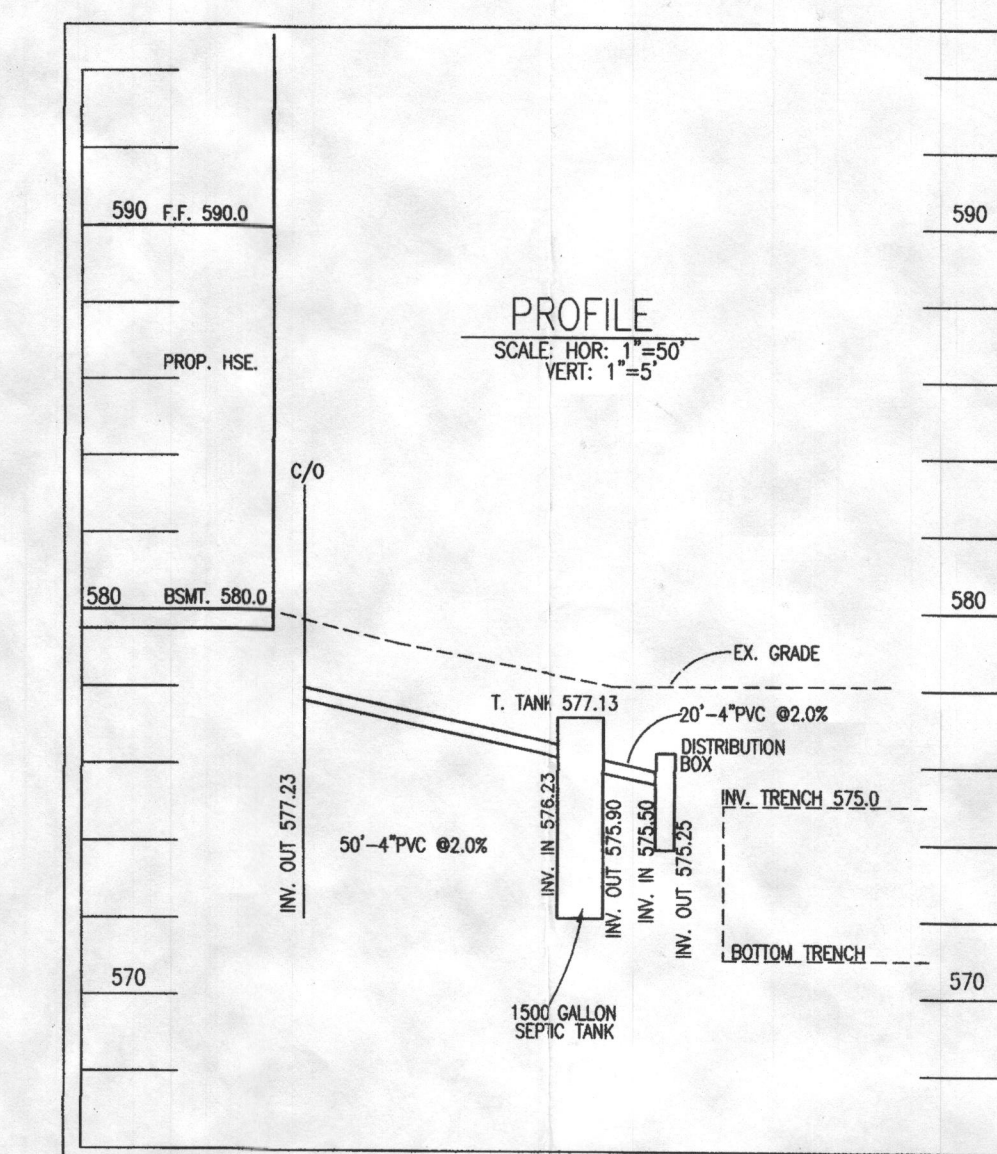 590 F.F. 590.0
590
PROFILE
SCALE: HOR: 1"=50'
VERT: 1"=5'
PROP. HSE.
C/O
580 BSMT. 580.0
580
EX. GRADE
T. TANK 577.13
20'-4"PVC @2.0%
DISTRIBUTION
BOX
INV. OUT 577.23
50'-4"PVC @2.0%
INV. IN 576.23
INV. OUT 575.90
INV. IN 575.50
INV. OUT 575.25
INV. TRENCH 575.0
BOTTOM TRENCH
570
570
1500 GALLON
SEPTIC TANK